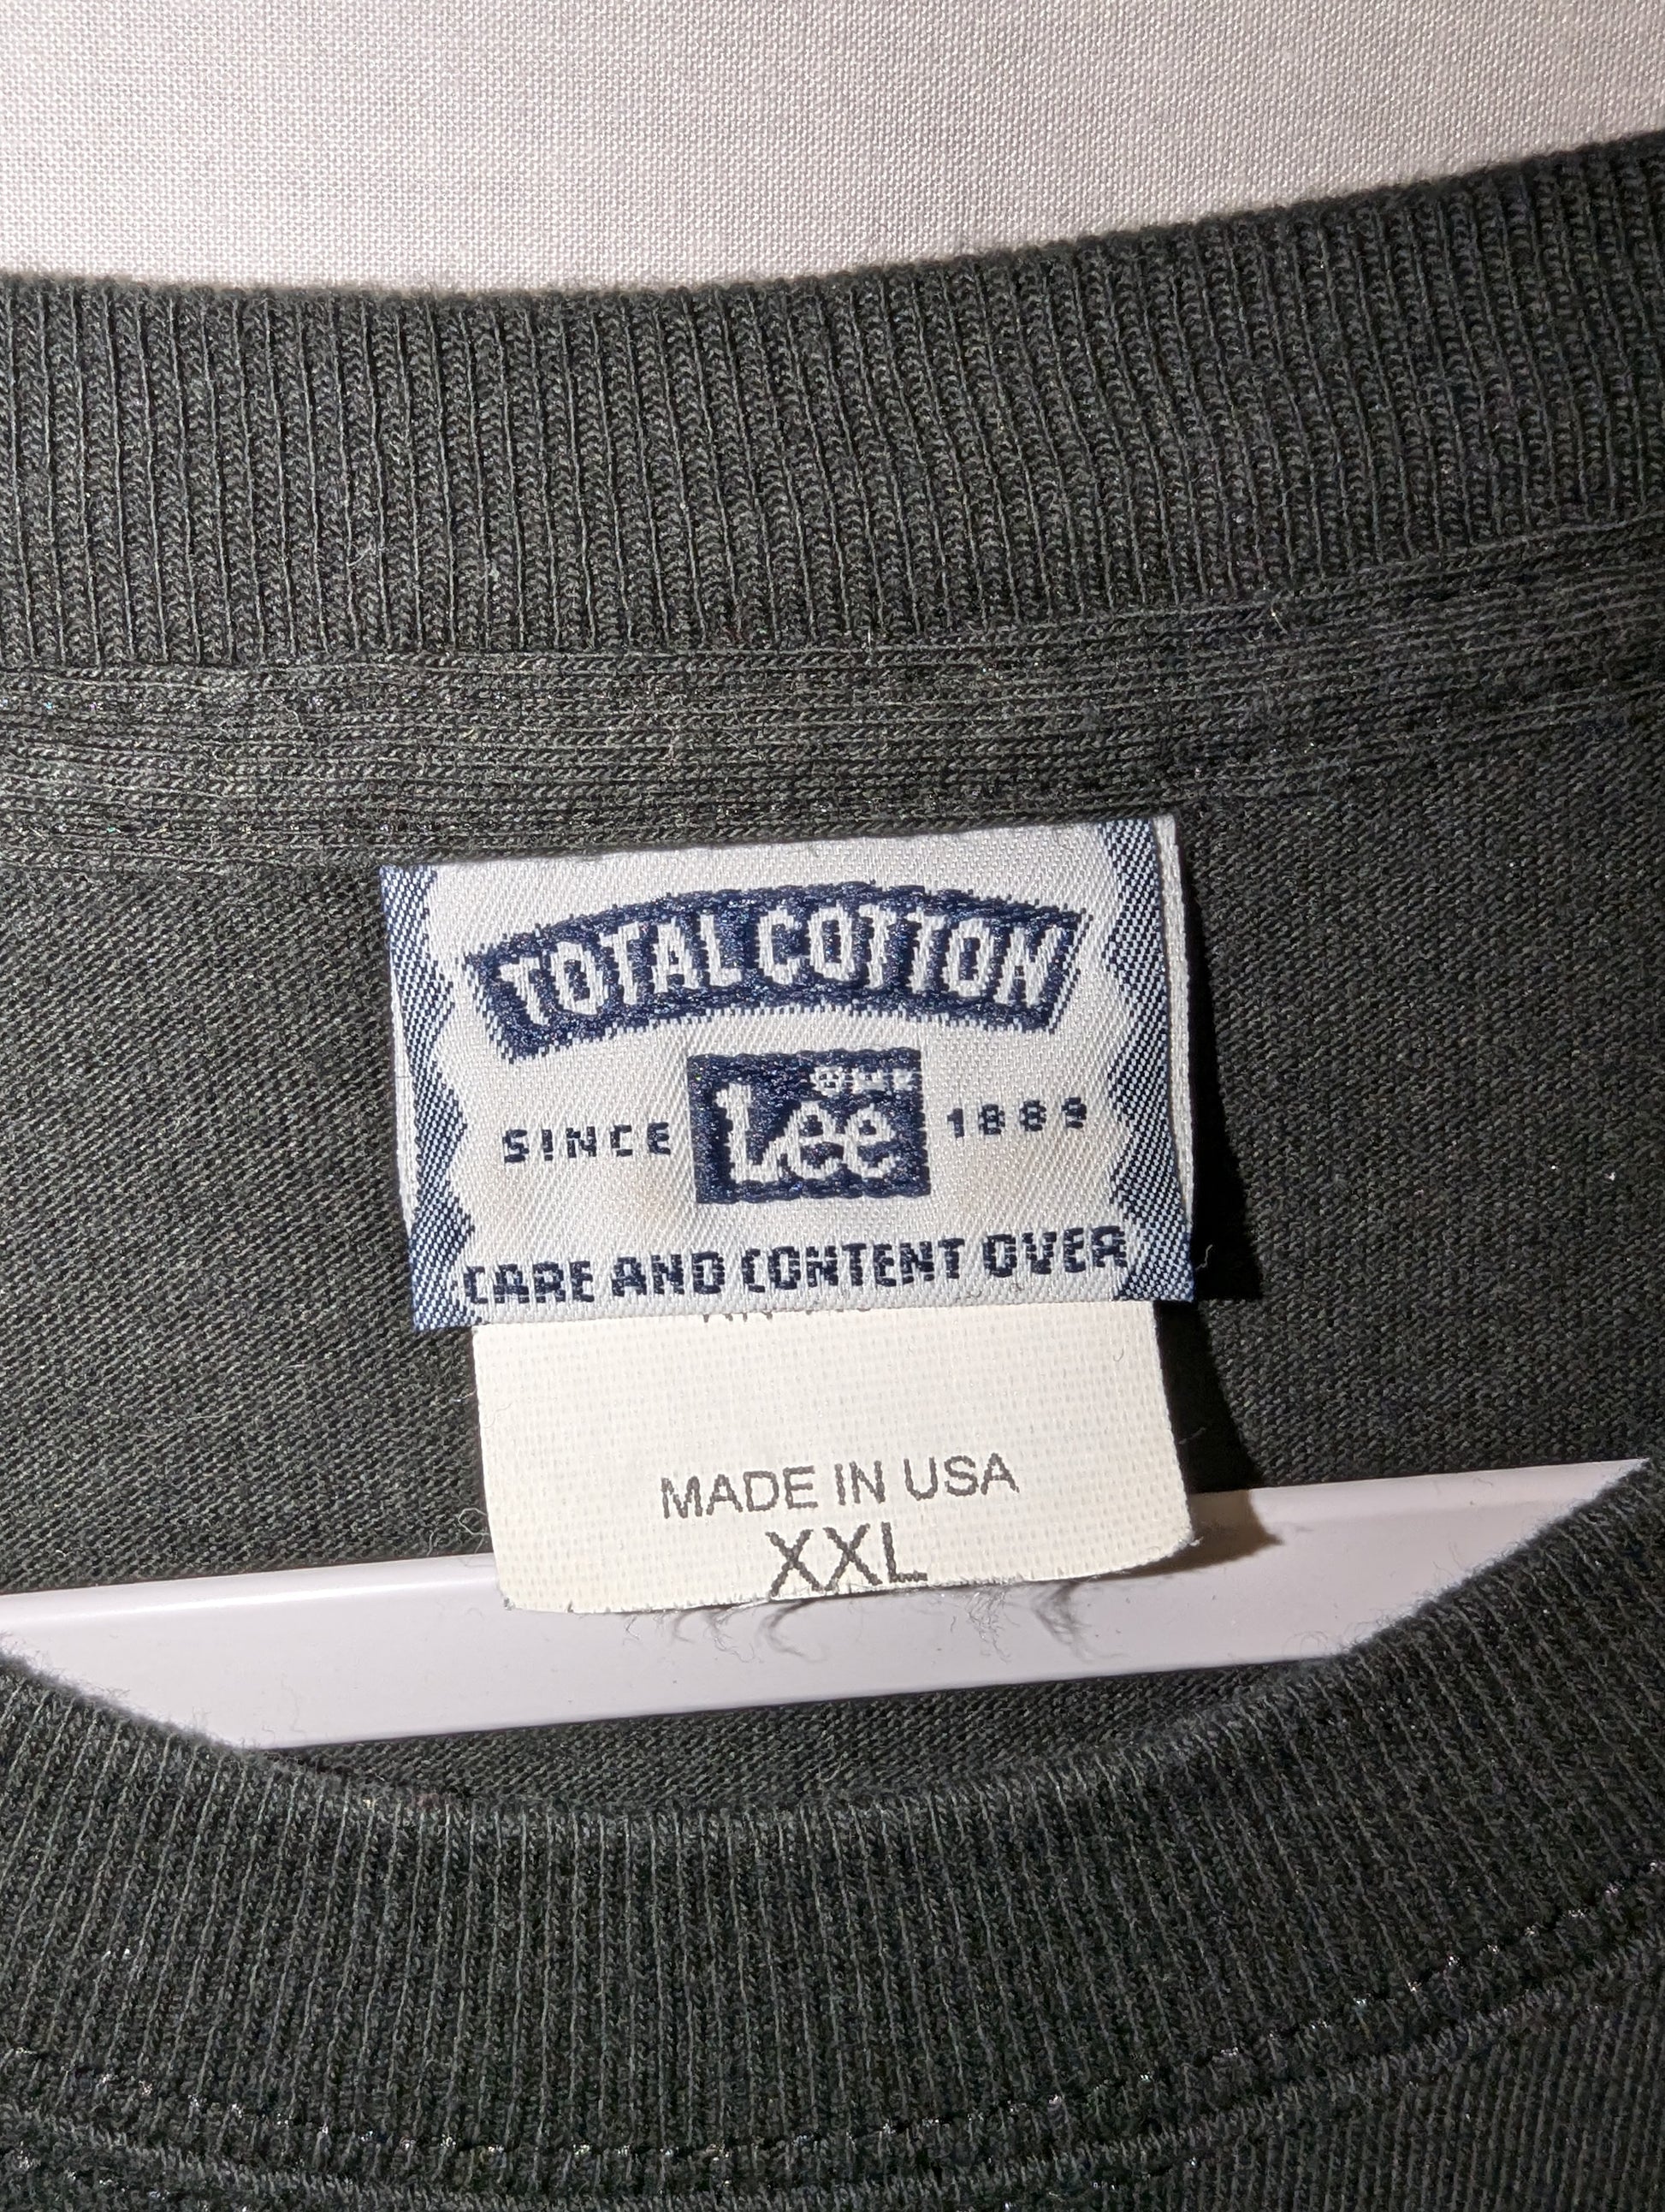 TOTAL COTTON
SINCE Lee 1889
CARE AND CONTENT OVER
MADE IN USA
XXL